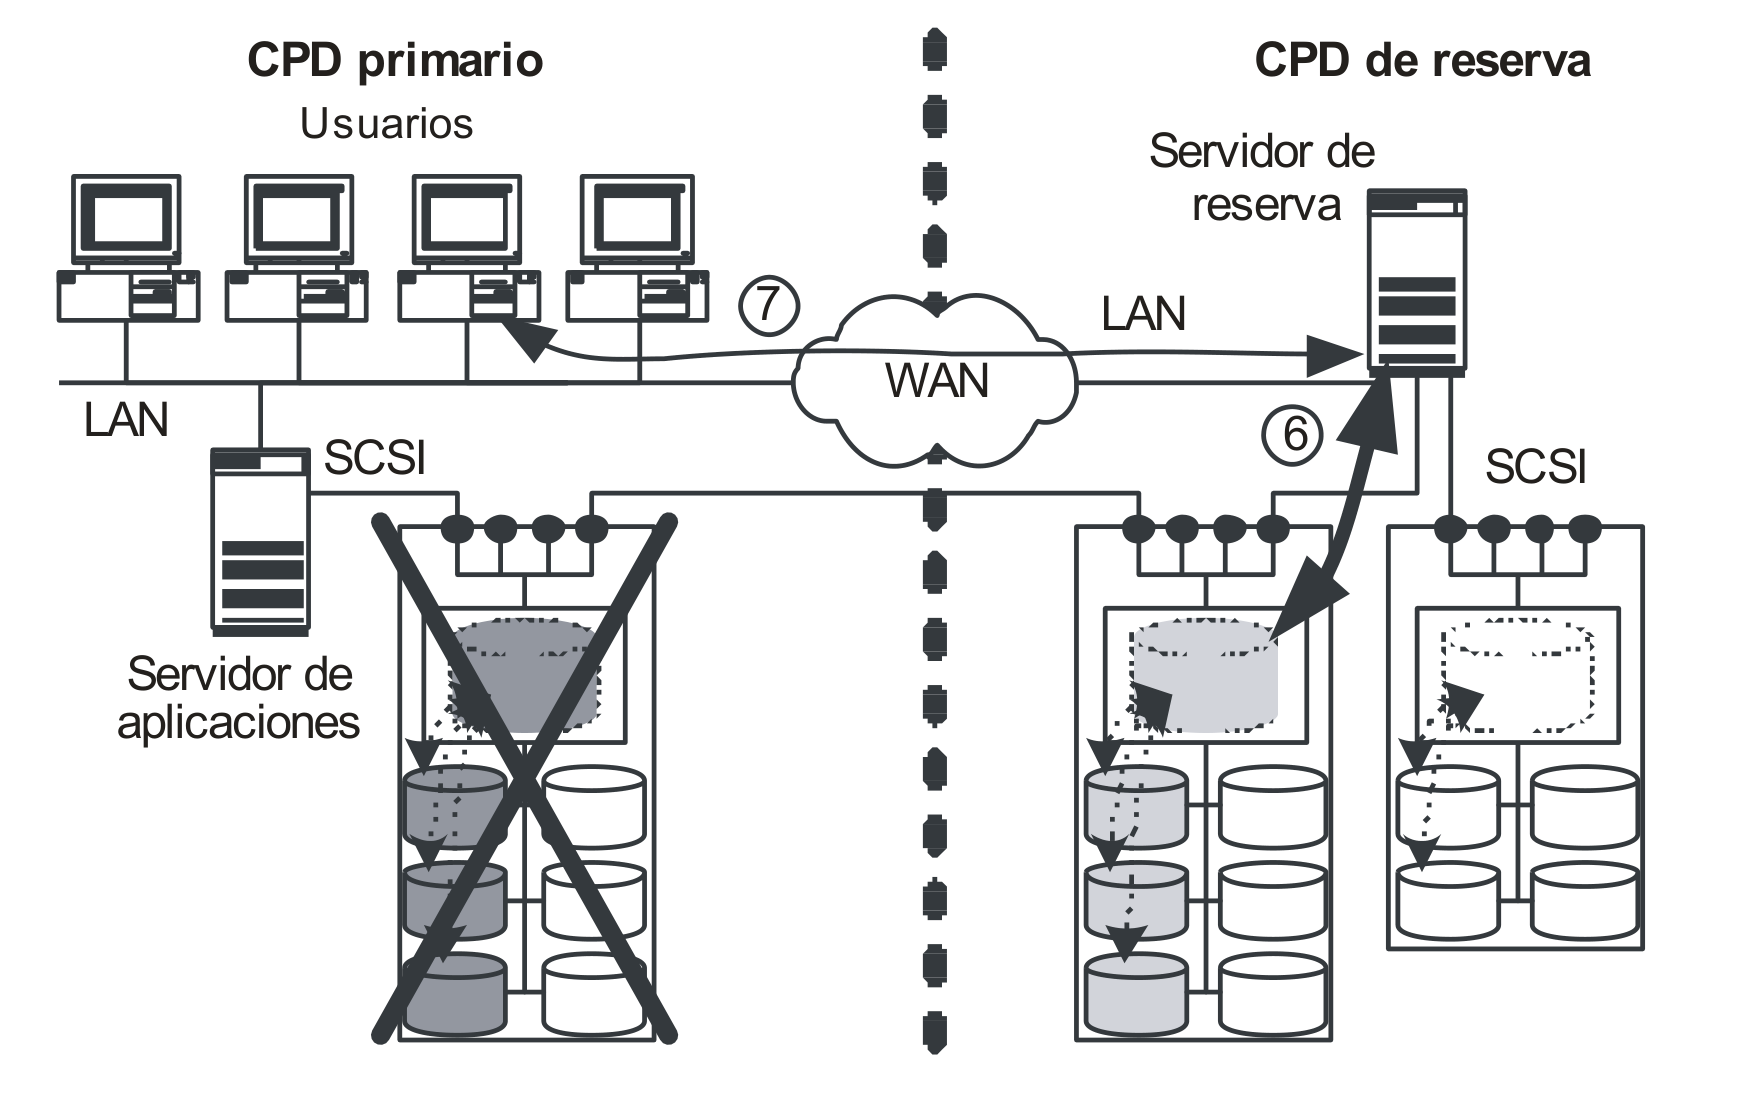 CPD primario
CPD de reserva
Usuarios
Servidor de
reserva
7
LAN
WAN
LAN
6
SCSI
SCSI
Servidor de
aplicaciones